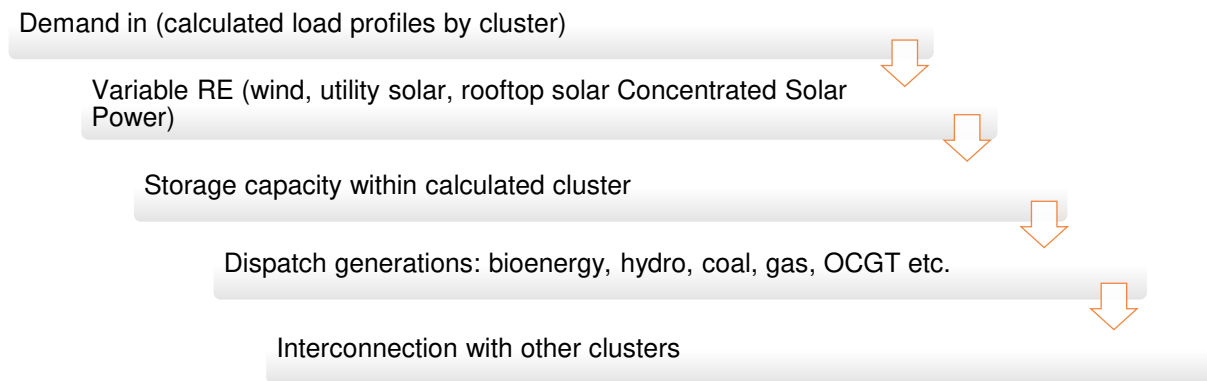 Demand in (calculated load profiles by cluster)
Variable RE (wind, utility solar, rooftop solar Concentrated Solar
Power)
Storage capacity within calculated cluster
Dispatch generations: bioenergy, hydro, coal, gas, OCGT etc.
Interconnection with other clusters